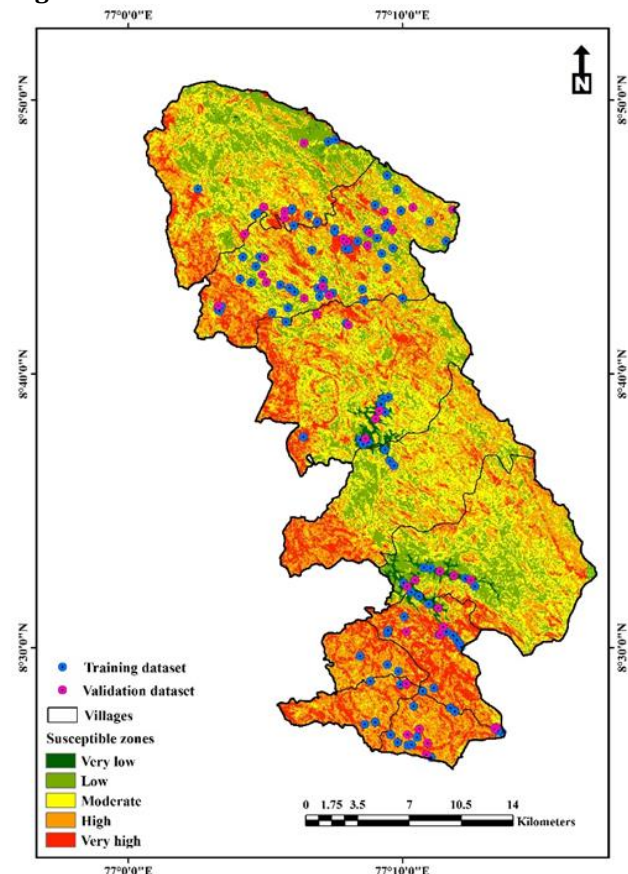 77°0'0"E 77°10'0"E
N
8°50'0"N 8°50'0"N
8°40'0"N 8°40'0"N
8°30'0"N 8°30'0"N
Training dataset
Validation dataset
Villages
Susceptible zones
Very low
Low
Moderate
High
Very high
0 1.75 3.5 7 10.5 14
Kilometers
77°0'0"E 77°10'0"E